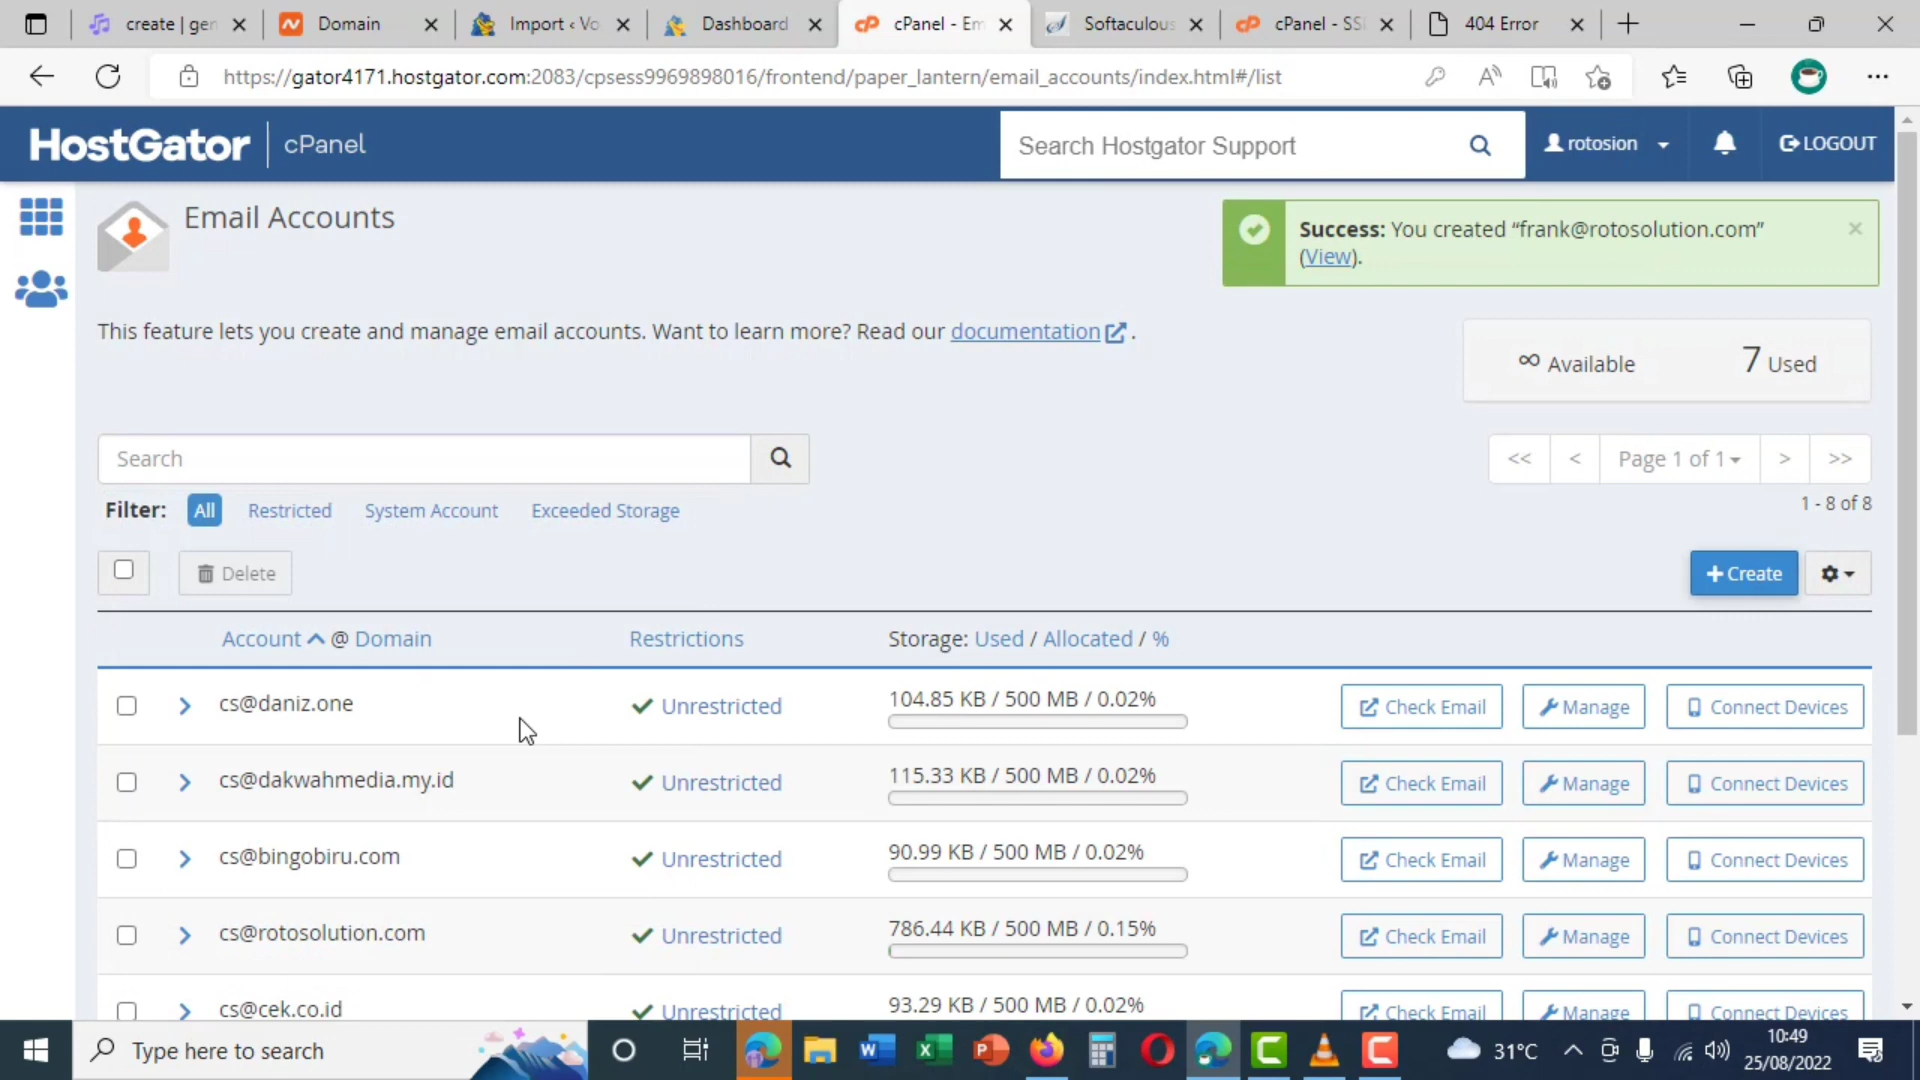 create | gen
Domain
Import ‹ Vo
Dashboard
cPanel - Em
Softaculous
cPanel - SS
404 Error
https://gator4171.hostgator.com:2083/cpsess9969898016/frontend/paper_lantern/email_accounts/index.html#/list
HostGator cPanel
Search Hostgator Support
rotosion
LOGOUT
Email Accounts
Success: You created “frank@rotosolution.com”
(View).
This feature lets you create and manage email accounts. Want to learn more? Read our documentation .
∞ Available 7 Used
Search
<< < Page 1 of 1 > >>
Filter: All Restricted System Account Exceeded Storage
1 - 8 of 8
Delete
+ Create
Account @ Domain Restrictions Storage: Used / Allocated / %
cs@daniz.one Unrestricted 104.85 KB / 500 MB / 0.02% Check Email Manage Connect Devices
cs@dakwahmedia.my.id Unrestricted 115.33 KB / 500 MB / 0.02% Check Email Manage Connect Devices
cs@bingobiru.com Unrestricted 90.99 KB / 500 MB / 0.02% Check Email Manage Connect Devices
cs@rotosolution.com Unrestricted 786.44 KB / 500 MB / 0.15% Check Email Manage Connect Devices
cs@cek.co.id Unrestricted 93.29 KB / 500 MB / 0.02% Check Email Manage Connect Devices
Type here to search
31°C
10:49
25/08/2022